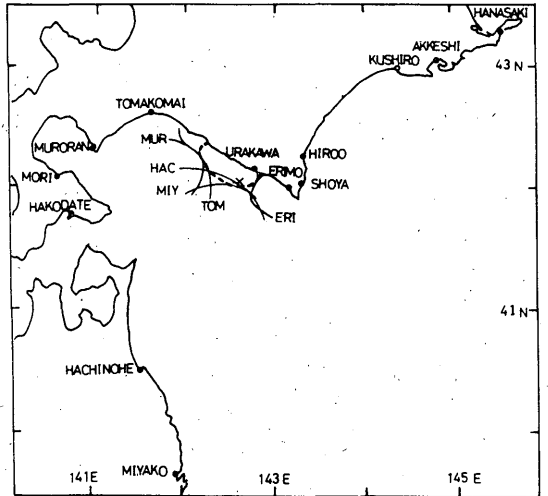 HANASAKI
AKKESHI
KUSHIRO
43 N
TOMAKOMAI
MUR
MURORAN
URAKAWA
HIROO
HAC
ERIMO
MORI
MIY
SHOYA
TOM
HAKODATE
ERI
41 N
HACHINOHE
MIYAKO
141 E
143 E
145 E